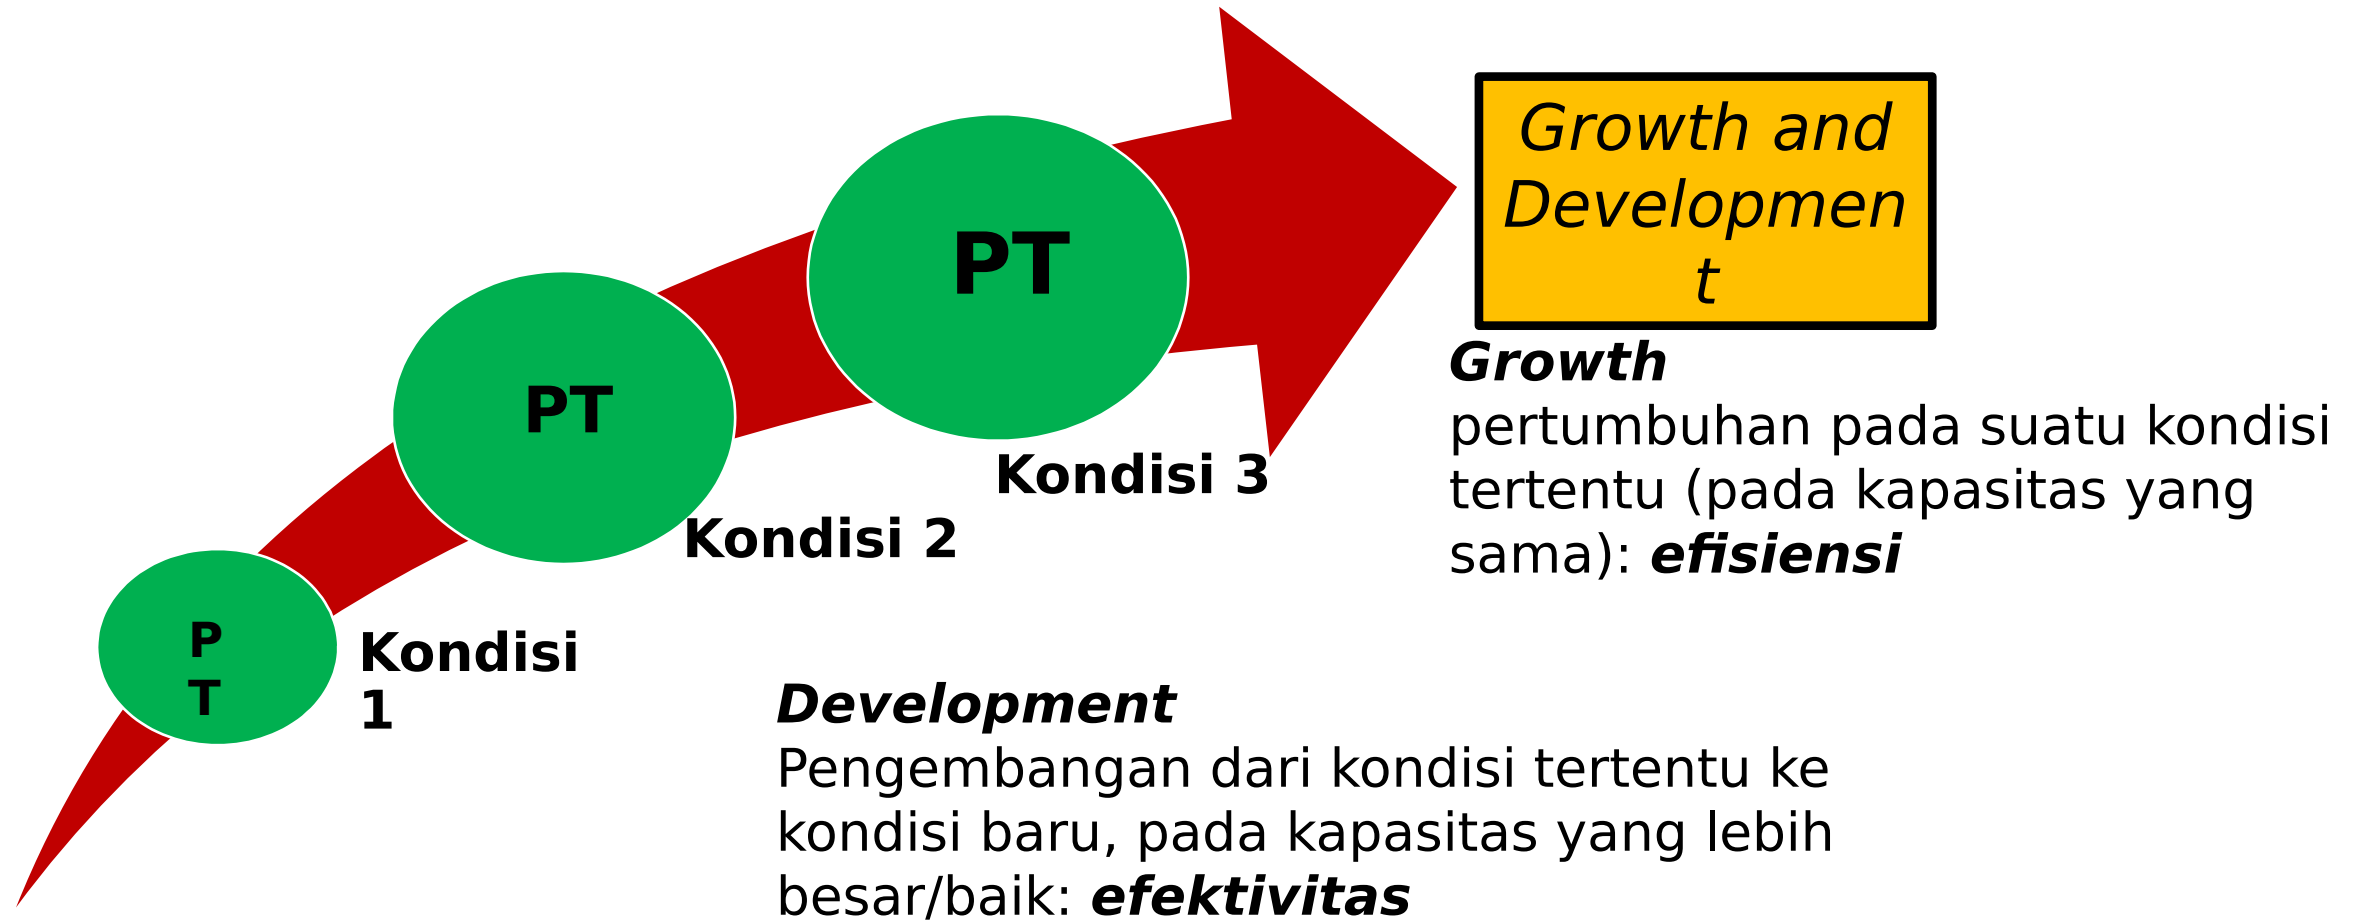 Growth and
Developmen
t
PT
PT
P
T
Kondisi 3
Kondisi 2
Kondisi
1
Growth
pertumbuhan pada suatu kondisi
tertentu (pada kapasitas yang
sama): efisiensi
Development
Pengembangan dari kondisi tertentu ke
kondisi baru, pada kapasitas yang lebih
besar/baik: efektivitas